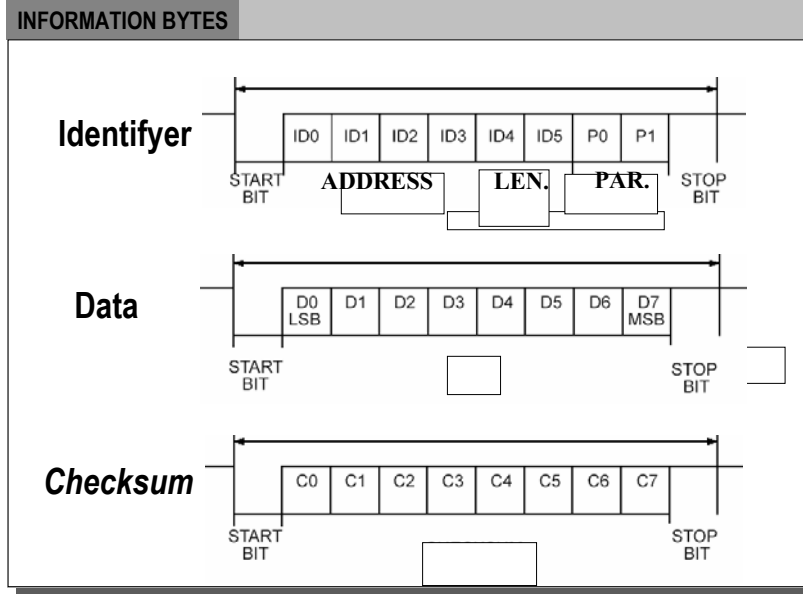 INFORMATION BYTES
Identifyer
ID0 ID1 ID2 ID3 ID4 ID5 P0 P1
START BIT ADDRESS LEN. PAR. STOP BIT
Data
D0 LSB D1 D2 D3 D4 D5 D6 D7 MSB
START BIT STOP BIT
Checksum
C0 C1 C2 C3 C4 C5 C6 C7
START BIT STOP BIT